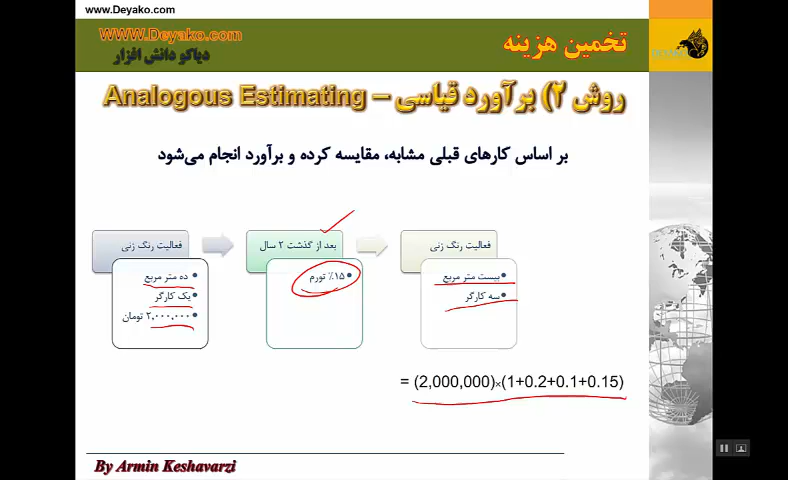 www.Deyako.com
www.Deyako.com
دیاکو دانش افزار
تخمین هزینه
DEYAKO
روش ۲) برآورد قیاسی – Analogous Estimating
بر اساس کارهای قبلی مشابه، مقایسه کرده و برآورد انجام می‌شود
فعالیت رنگ زنی
• ده متر مربع
• یک کارگر
• ۲،۰۰۰،۰۰۰ تومان
بعد از گذشت ۲ سال
• ۱۵٪ تورم
فعالیت رنگ زنی
• بیست متر مربع
• سه کارگر
= (2,000,000)×(1+0.2+0.1+0.15)
By Armin Keshavarzi